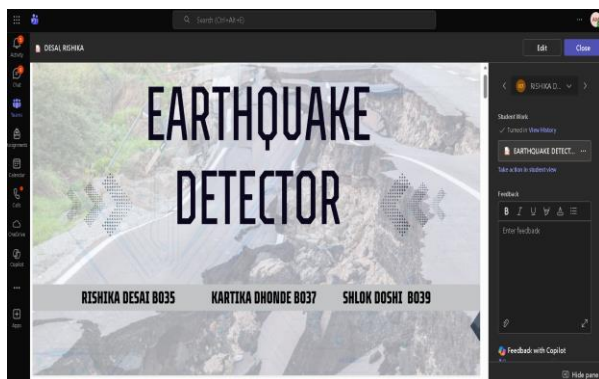 Search (Ctrl+Alt+E)
DESAI RISHIKA
Edit
Close
Activity
Chat
Teams
Assignments
Calendar
Calls
OneDrive
Copilot
Apps
EARTHQUAKE
DETECTOR
RISHIKA DESAI B035 KARTIKA DHONDE B037 SHLOK DOSHI B039
RISHIKA D...
Student Work
Turned in View History
EARTHQUAKE DETECT...
Take action in student view
Feedback
B I U
Enter feedback
Feedback with Copilot
Hide pane